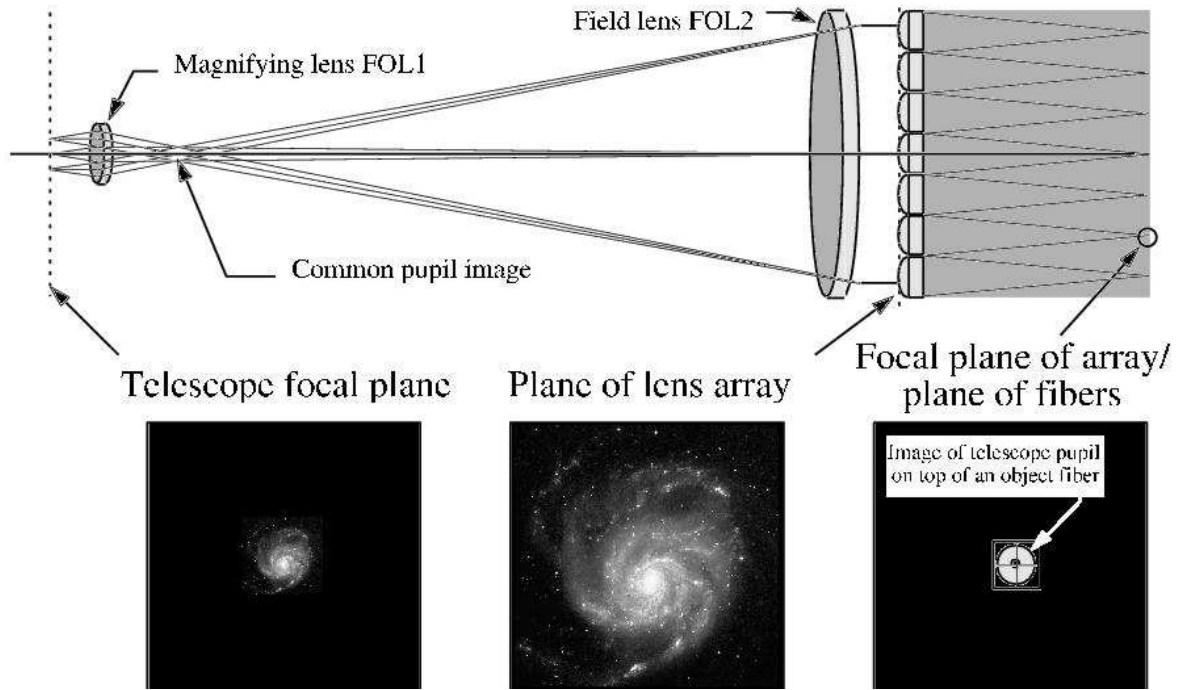 Field lens FOL2
Magnifying lens FOL1
Common pupil image
Telescope focal plane
Plane of lens array
Focal plane of array/
plane of fibers
Image of telescope pupil
on top of an object fiber